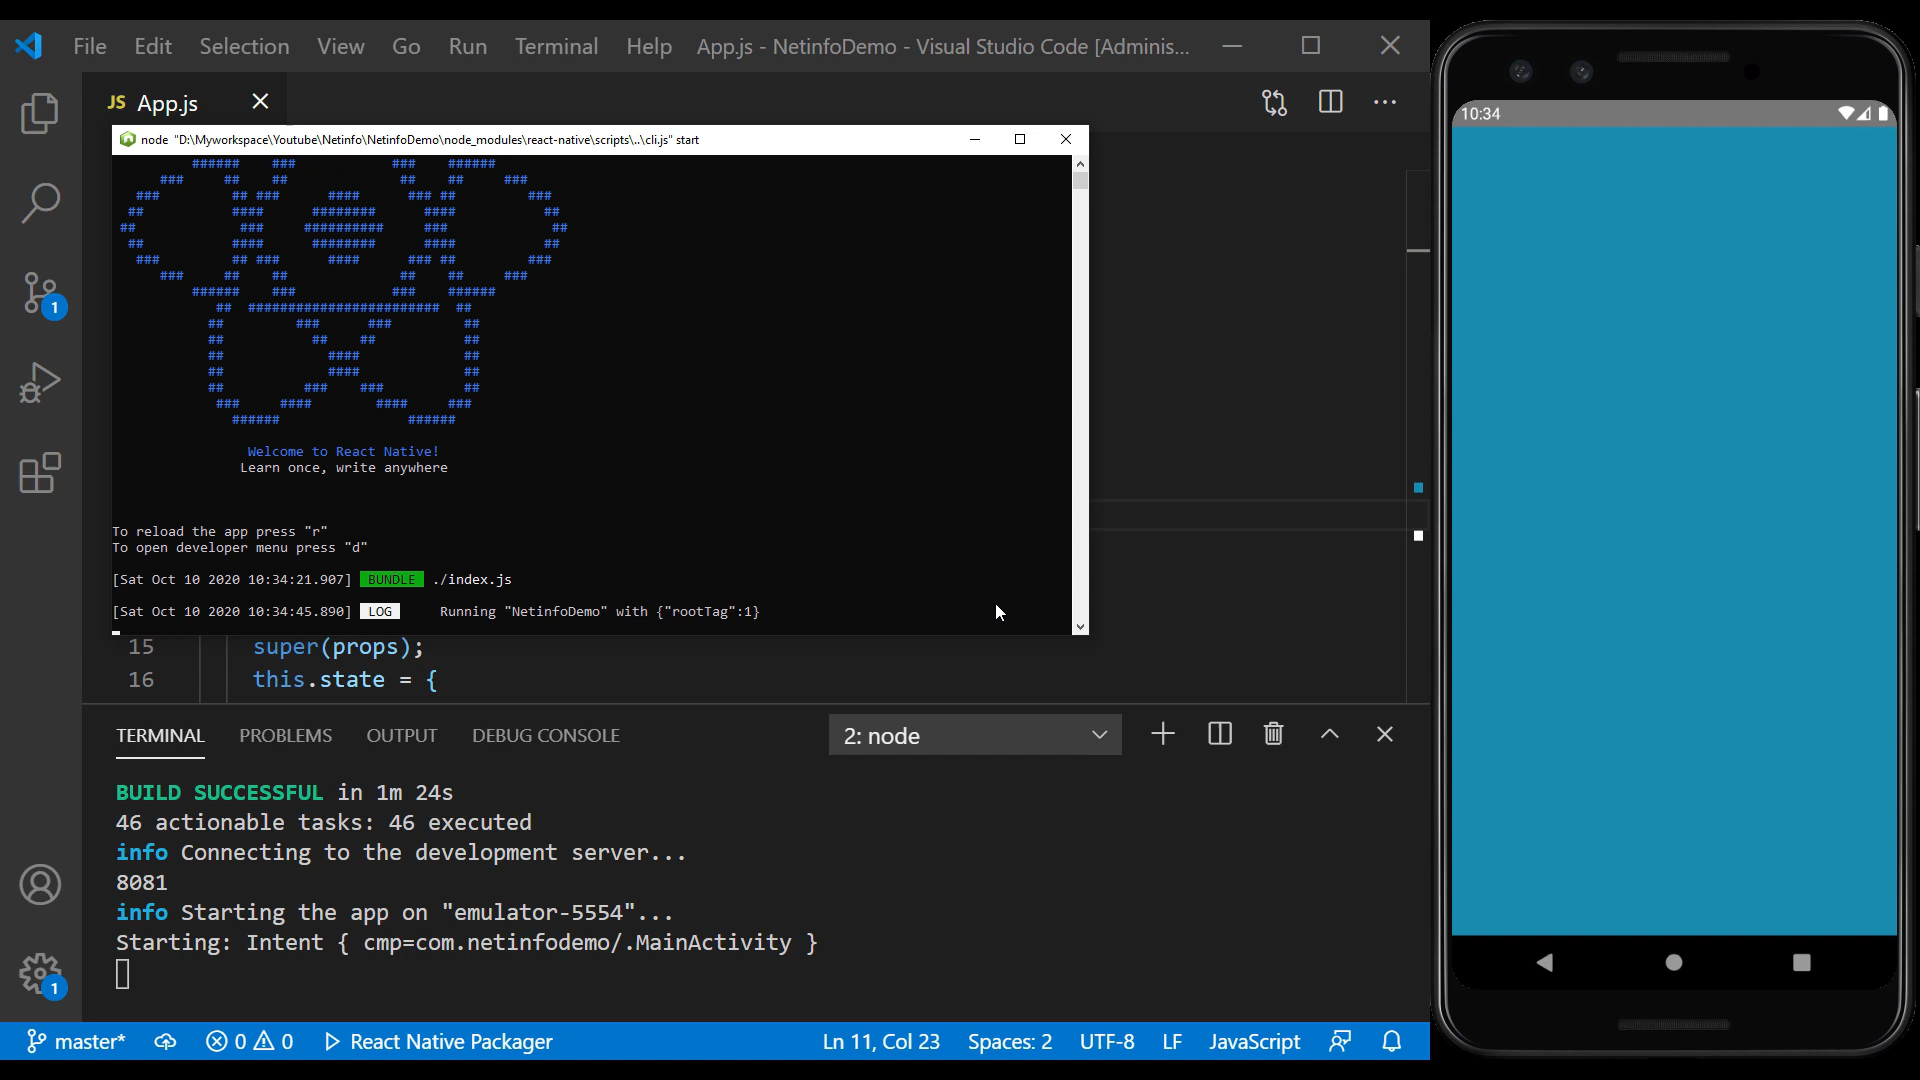 File Edit Selection View Go Run Terminal Help App.js - NetinfoDemo - Visual Studio Code [Adminis...
JS App.js
node "D:\Myworkspace\Youtube\Netinfo\NetinfoDemo\node_modules\react-native\scripts\..\cli.js" start
Welcome to React Native!
Learn once, write anywhere
To reload the app press "r"
To open developer menu press "d"
[Sat Oct 10 2020 10:34:21.907] BUNDLE ./index.js
[Sat Oct 10 2020 10:34:45.890] LOG Running "NetinfoDemo" with {"rootTag":1}
15 super(props);
16 this.state = {
1
TERMINAL PROBLEMS OUTPUT DEBUG CONSOLE 2: node
BUILD SUCCESSFUL in 1m 24s
46 actionable tasks: 46 executed
info Connecting to the development server...
8081
info Starting the app on "emulator-5554"...
Starting: Intent { cmp=com.netinfodemo/.MainActivity }
1
master* 0 0 React Native Packager Ln 11, Col 23 Spaces: 2 UTF-8 LF JavaScript
10:34